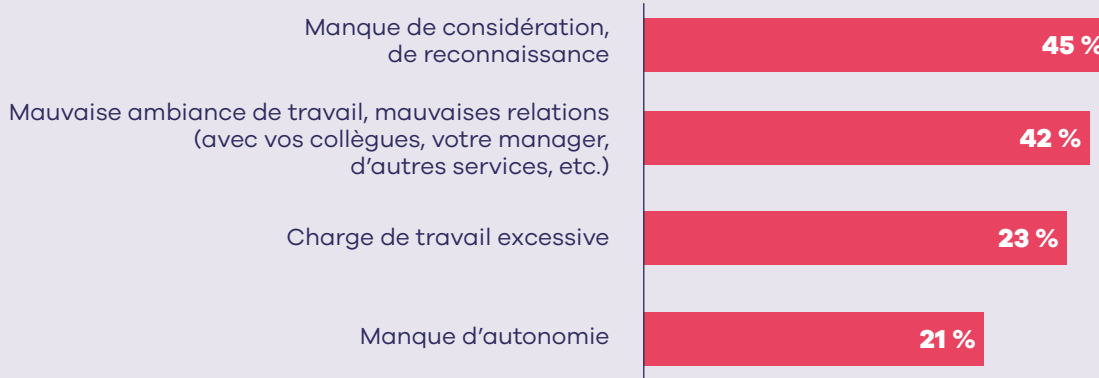 Manque de considération,
de reconnaissance
45 %
Mauvaise ambiance de travail, mauvaises relations
(avec vos collègues, votre manager,
d'autres services, etc.)
42 %
Charge de travail excessive
23 %
Manque d'autonomie
21 %